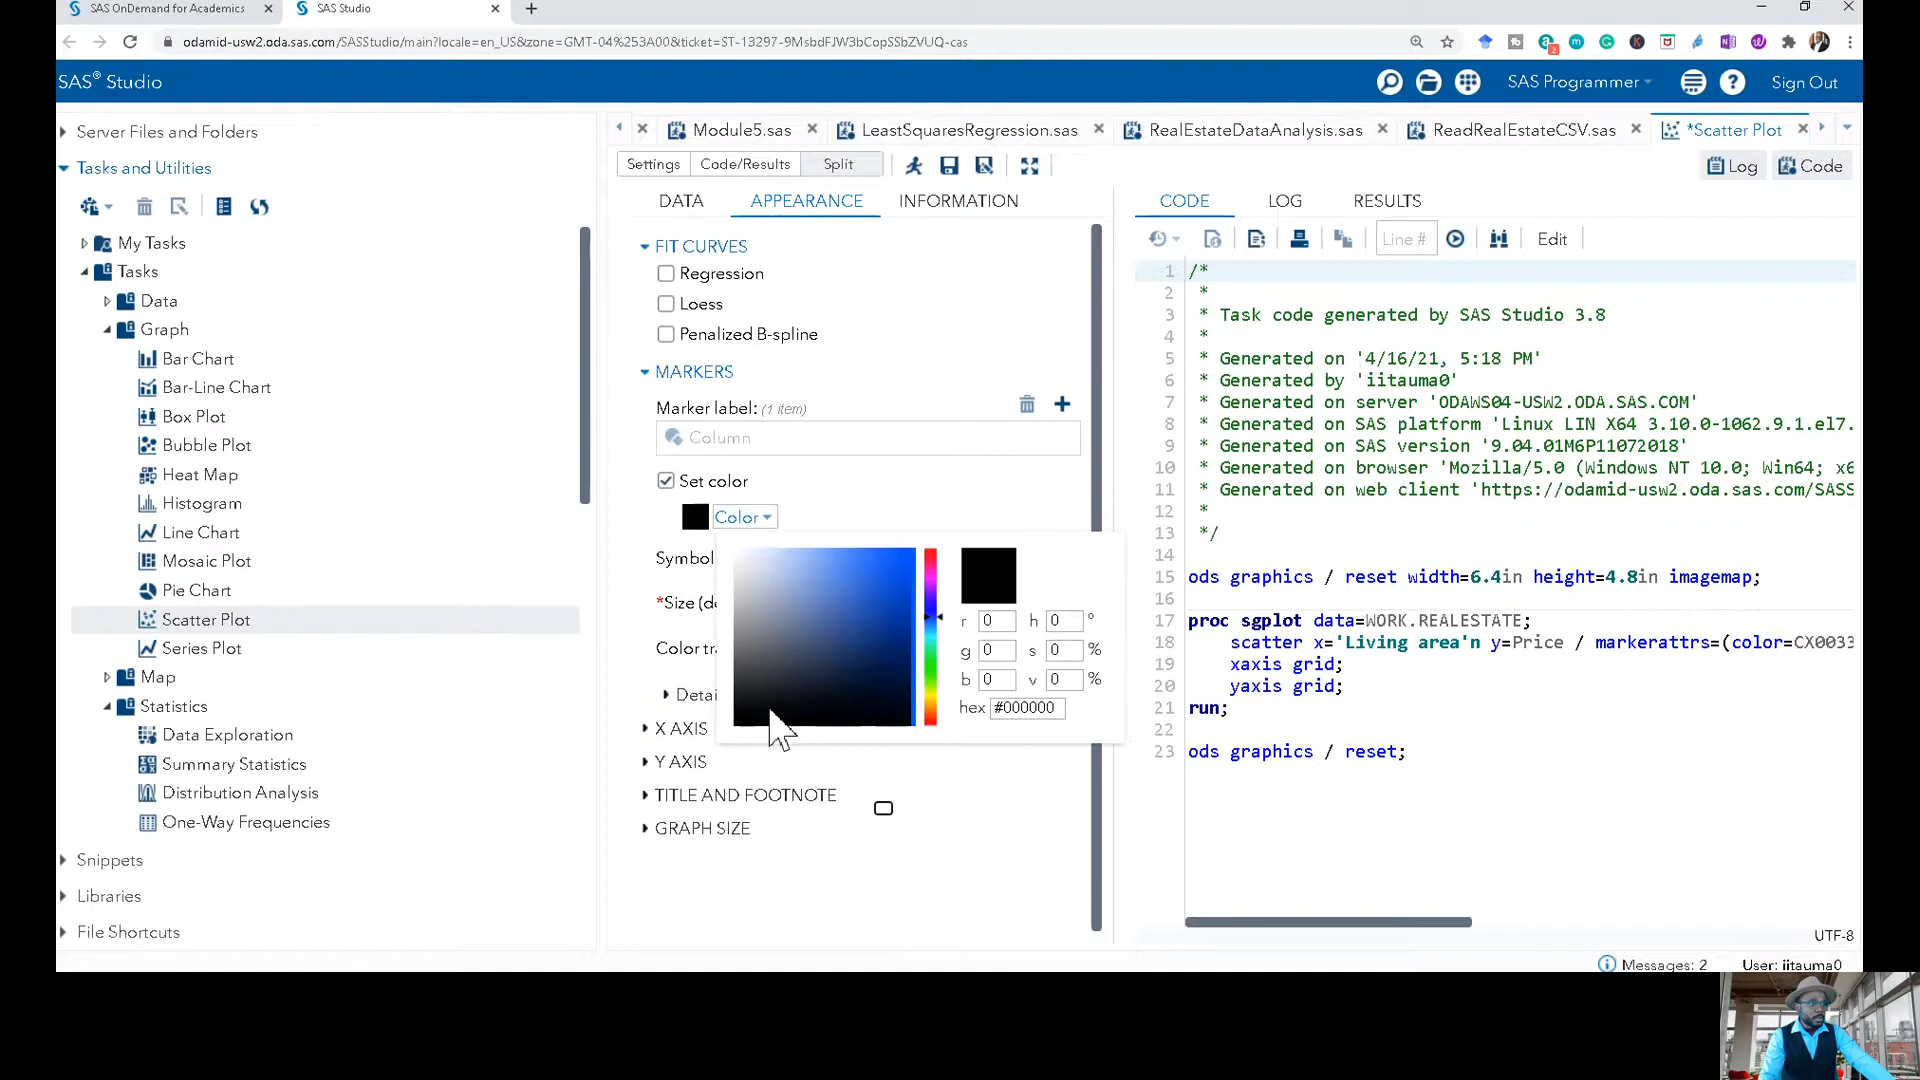 SAS OnDemand for Academics
SAS Studio
odamid-usw2.oda.sas.com/SASStudio/main?locale=en_US&zone=GMT-04%253A00&ticket=ST-13297-9MsbdFJW3bCopSSbZVUQ-cas
SAS® Studio
SAS Programmer
Sign Out
Server Files and Folders
Tasks and Utilities
My Tasks
Tasks
Data
Graph
Bar Chart
Bar-Line Chart
Box Plot
Bubble Plot
Heat Map
Histogram
Line Chart
Mosaic Plot
Pie Chart
Scatter Plot
Series Plot
Map
Statistics
Data Exploration
Summary Statistics
Distribution Analysis
One-Way Frequencies
Snippets
Libraries
File Shortcuts
Module5.sas
LeastSquaresRegression.sas
RealEstateDataAnalysis.sas
ReadRealEstateCSV.sas
*Scatter Plot
Settings
Code/Results
Split
Log
Code
DATA
APPEARANCE
INFORMATION
FIT CURVES
Regression
Loess
Penalized B-spline
MARKERS
Marker label: (1 item)
Column
Set color
Color
Symbol
*Size (de
Color tra
Detai
r 0 h 0 °
g 0 s 0 %
b 0 v 0 %
hex #000000
X AXIS
Y AXIS
TITLE AND FOOTNOTE
GRAPH SIZE
CODE
LOG
RESULTS
Line #
Edit
1 /*
2 *
3 * Task code generated by SAS Studio 3.8
4 *
5 * Generated on '4/16/21, 5:18 PM'
6 * Generated by 'iitauma0'
7 * Generated on server 'ODAWS04-USW2.ODA.SAS.COM'
8 * Generated on SAS platform 'Linux LIN X64 3.10.0-1062.9.1.el7.
9 * Generated on SAS version '9.04.01M6P11072018'
10 * Generated on browser 'Mozilla/5.0 (Windows NT 10.0; Win64; x6
11 * Generated on web client 'https://odamid-usw2.oda.sas.com/SASS
12 *
13 */
14
15 ods graphics / reset width=6.4in height=4.8in imagemap;
16
17 proc sgplot data=WORK.REALESTATE;
18 scatter x='Living area'n y=Price / markerattrs=(color=CX0033
19 xaxis grid;
20 yaxis grid;
21 run;
22
23 ods graphics / reset;
UTF-8
Messages: 2
User: iitauma0